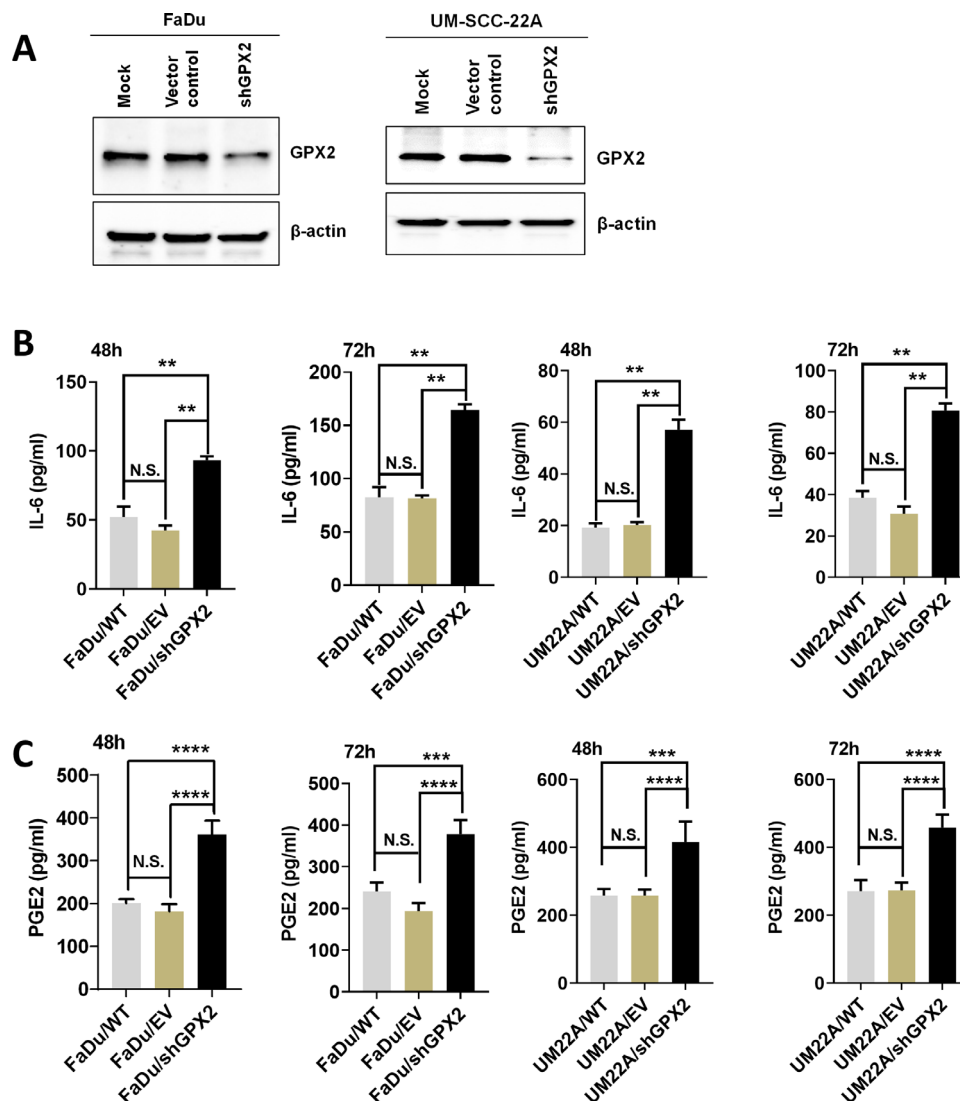 A
FaDu
Mock
Vector
control
shGPX2
GPX2
β-actin
UM-SCC-22A
Mock
Vector
control
shGPX2
GPX2
β-actin
B
48h
IL-6 (pg/ml)
150
100
50
0
**
**
N.S.
FaDu/WT
FaDu/EV
FaDu/shGPX2
72h
IL-6 (pg/ml)
200
150
100
50
0
**
**
N.S.
FaDu/WT
FaDu/EV
FaDu/shGPX2
48h
IL-6 (pg/ml)
80
60
40
20
0
**
**
N.S.
UM22A/WT
UM22A/EV
UM22A/shGPX2
72h
IL-6 (pg/ml)
100
80
60
40
20
0
**
**
N.S.
UM22A/WT
UM22A/EV
UM22A/shGPX2
C
48h
PGE2 (pg/ml)
500
400
300
200
100
0
****
****
N.S.
FaDu/WT
FaDu/EV
FaDu/shGPX2
72h
PGE2 (pg/ml)
500
400
300
200
100
0
***
****
N.S.
FaDu/WT
FaDu/EV
FaDu/shGPX2
48h
PGE2 (pg/ml)
600
400
200
0
***
****
N.S.
UM22A/WT
UM22A/EV
UM22A/shGPX2
72h
PGE2 (pg/ml)
600
400
200
0
****
****
N.S.
UM22A/WT
UM22A/EV
UM22A/shGPX2